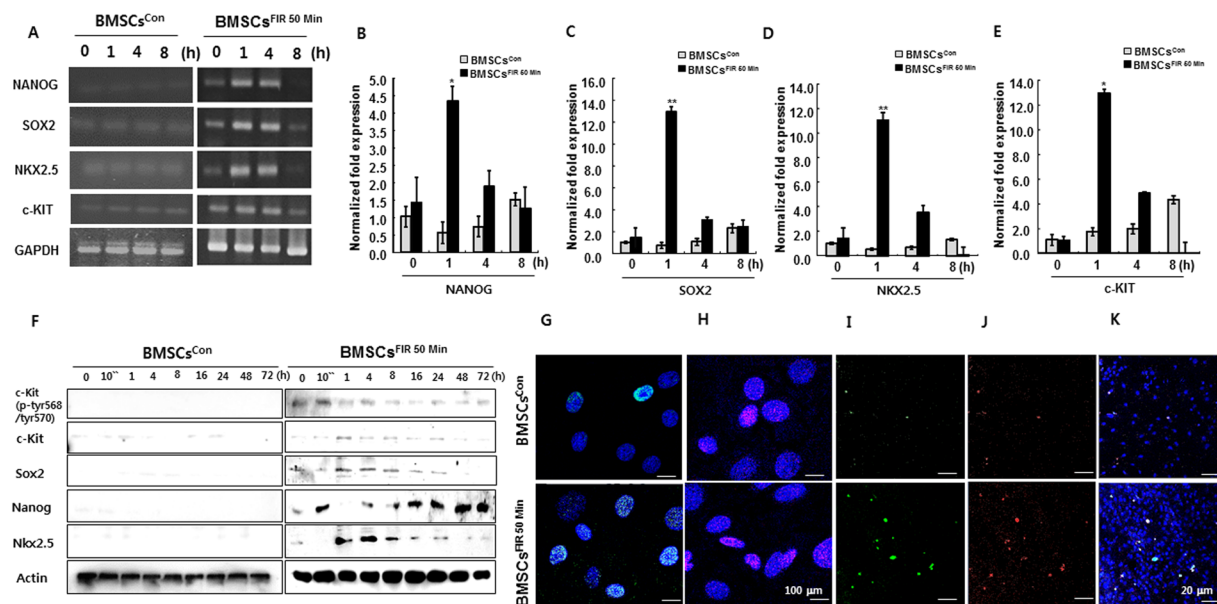 A
BMSCsCon
BMSCsFIR 50 Min
0 1 4 8 (h)
0 1 4 8 (h)
NANOG
SOX2
NKX2.5
c-KIT
GAPDH
B
BMSCsCon
BMSCsFIR 50 Min
Normalized fold expression
5.0
4.5
4.0
3.5
3.0
2.5
2.0
1.5
1.0
0.5
0.0
*
0 1 4 8 (h)
NANOG
C
BMSCsCon
BMSCsFIR 50 Min
Normalized fold expression
16.0
14.0
12.0
10.0
8.0
6.0
4.0
2.0
0.0
**
0 1 4 8 (h)
SOX2
D
BMSCsCon
BMSCsFIR 50 Min
Normalized fold expression
14.0
12.0
10.0
8.0
6.0
4.0
2.0
0.0
**
0 1 4 8 (h)
NKX2.5
E
BMSCsCon
BMSCsFIR 50 Min
Normalized fold expression
14.0
12.0
10.0
8.0
6.0
4.0
2.0
0.0
*
0 1 4 8 (h)
c-KIT
F
BMSCsCon
BMSCsFIR 50 Min
0 10`` 1 4 8 16 24 48 72 (h)
0 10`` 1 4 8 16 24 48 72 (h)
c-Kit
(p-tyr568
/tyr570)
c-Kit
Sox2
Nanog
Nkx2.5
Actin
G H I J K
BMSCsCon
BMSCsFIR 50 Min
100 μm
20 μm